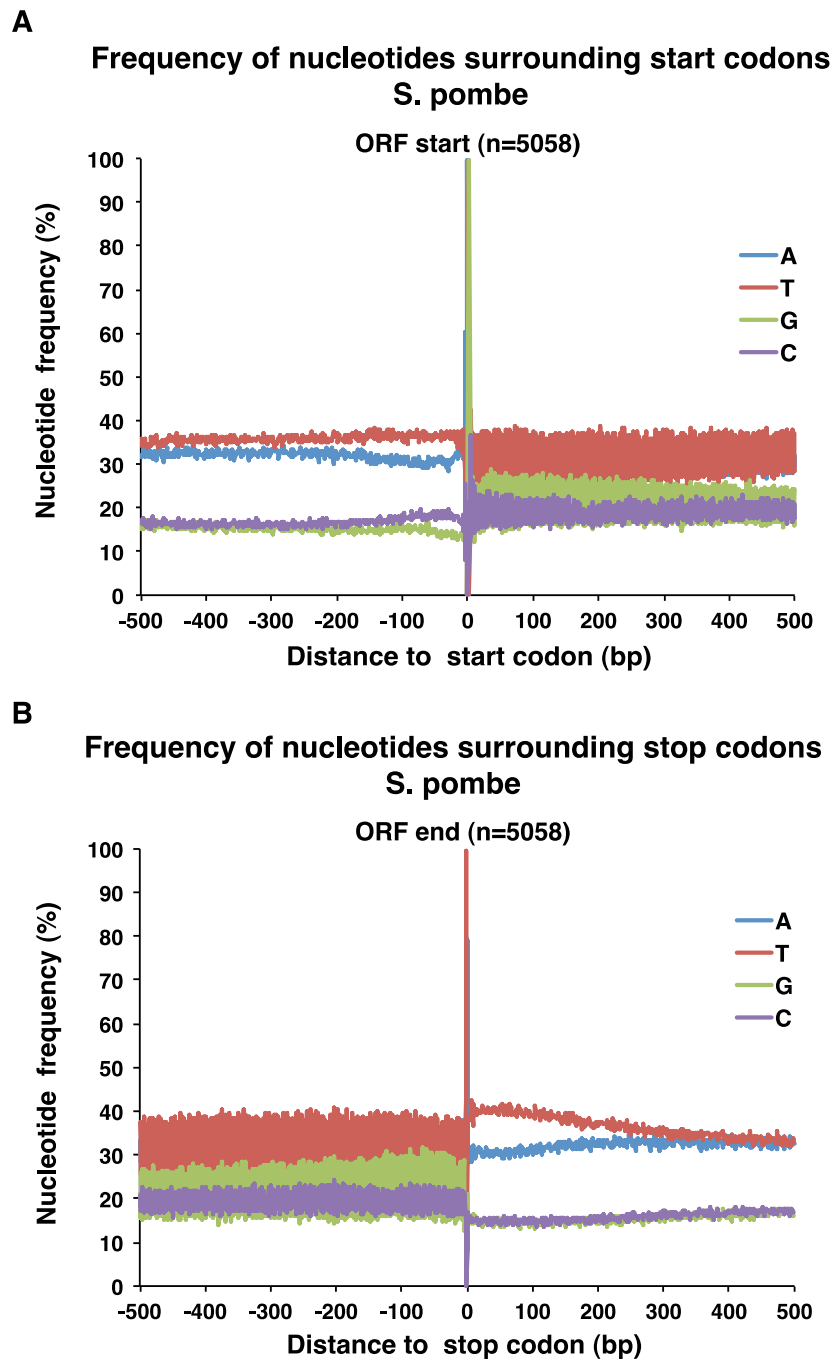 A
Frequency of nucleotides surrounding start codons
S. pombe
ORF start (n=5058)
100
90
80
70
60
50
40
30
20
10
0
Nucleotide frequency (%)
A
T
G
C
-500 -400 -300 -200 -100 0 100 200 300 400 500
Distance to start codon (bp)
B
Frequency of nucleotides surrounding stop codons
S. pombe
ORF end (n=5058)
100
90
80
70
60
50
40
30
20
10
0
Nucleotide frequency (%)
A
T
G
C
-500 -400 -300 -200 -100 0 100 200 300 400 500
Distance to stop codon (bp)